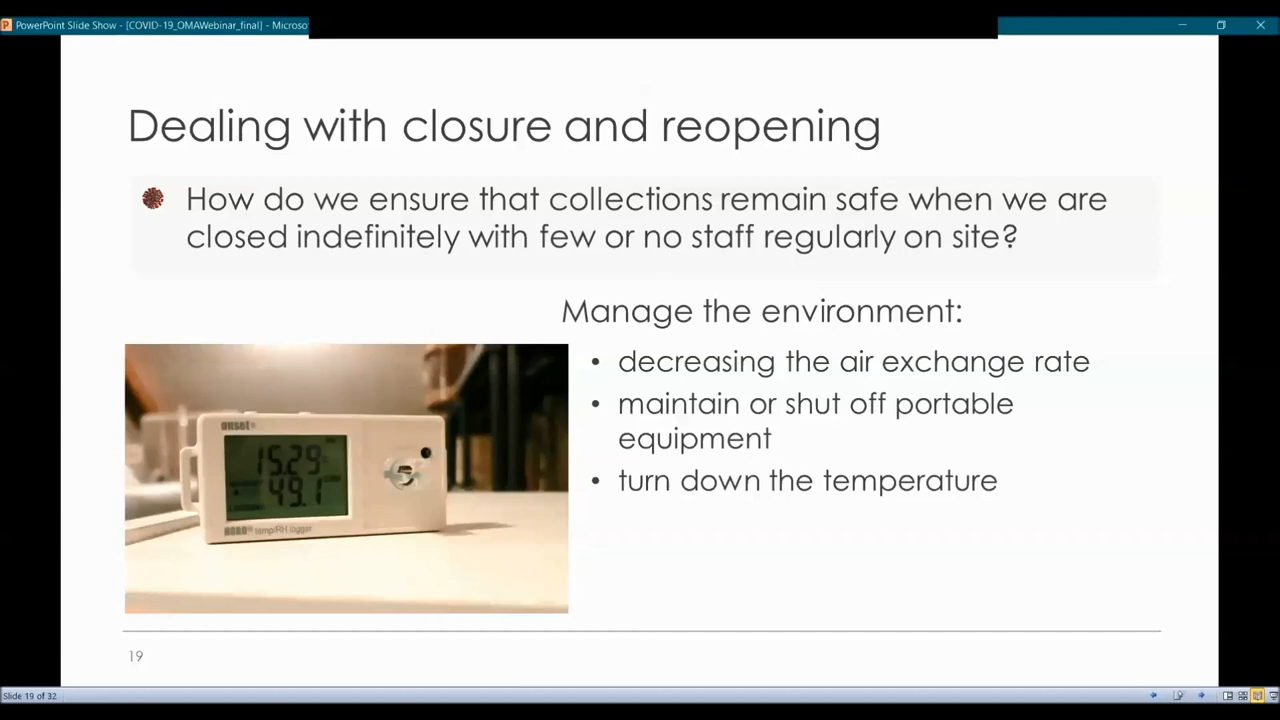 PowerPoint Slide Show - [COVID-19_OMAWebinar_final] - Microso
Dealing with closure and reopening
How do we ensure that collections remain safe when we are
closed indefinitely with few or no staff regularly on site?
Manage the environment:
• decreasing the air exchange rate
• maintain or shut off portable
equipment
• turn down the temperature
onset
15.29
49.1
HOBO® temp/RH logger
19
Slide 19 of 32